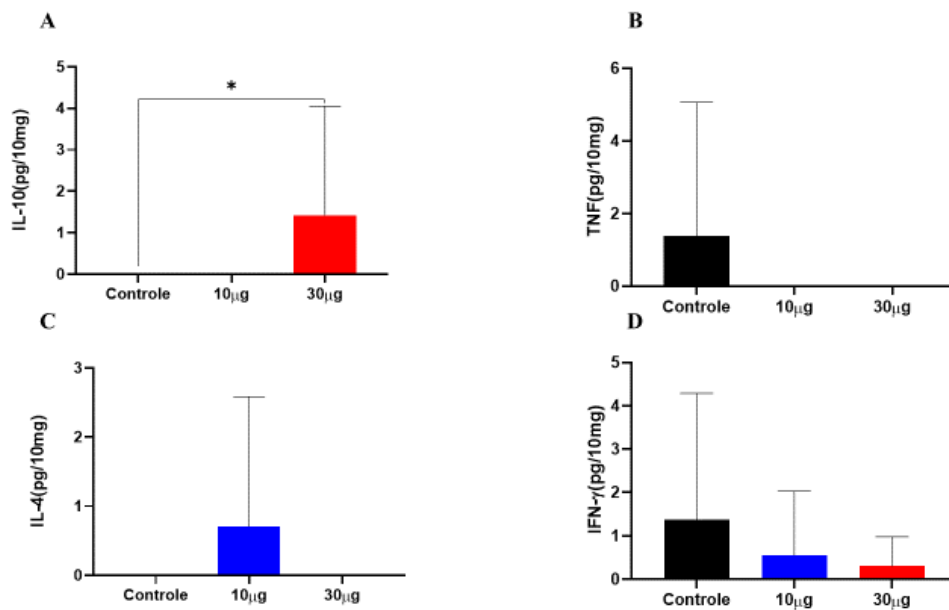 A
IL-10(pg/10mg)
5
4
3
2
1
0
*
Controle 10μg 30μg
B
TNF(pg/10mg)
6
4
2
0
Controle 10μg 30μg
C
IL-4(pg/10mg)
3
2
1
0
Controle 10μg 30μg
D
IFN-γ(pg/10mg)
5
4
3
2
1
0
Controle 10μg 30μg